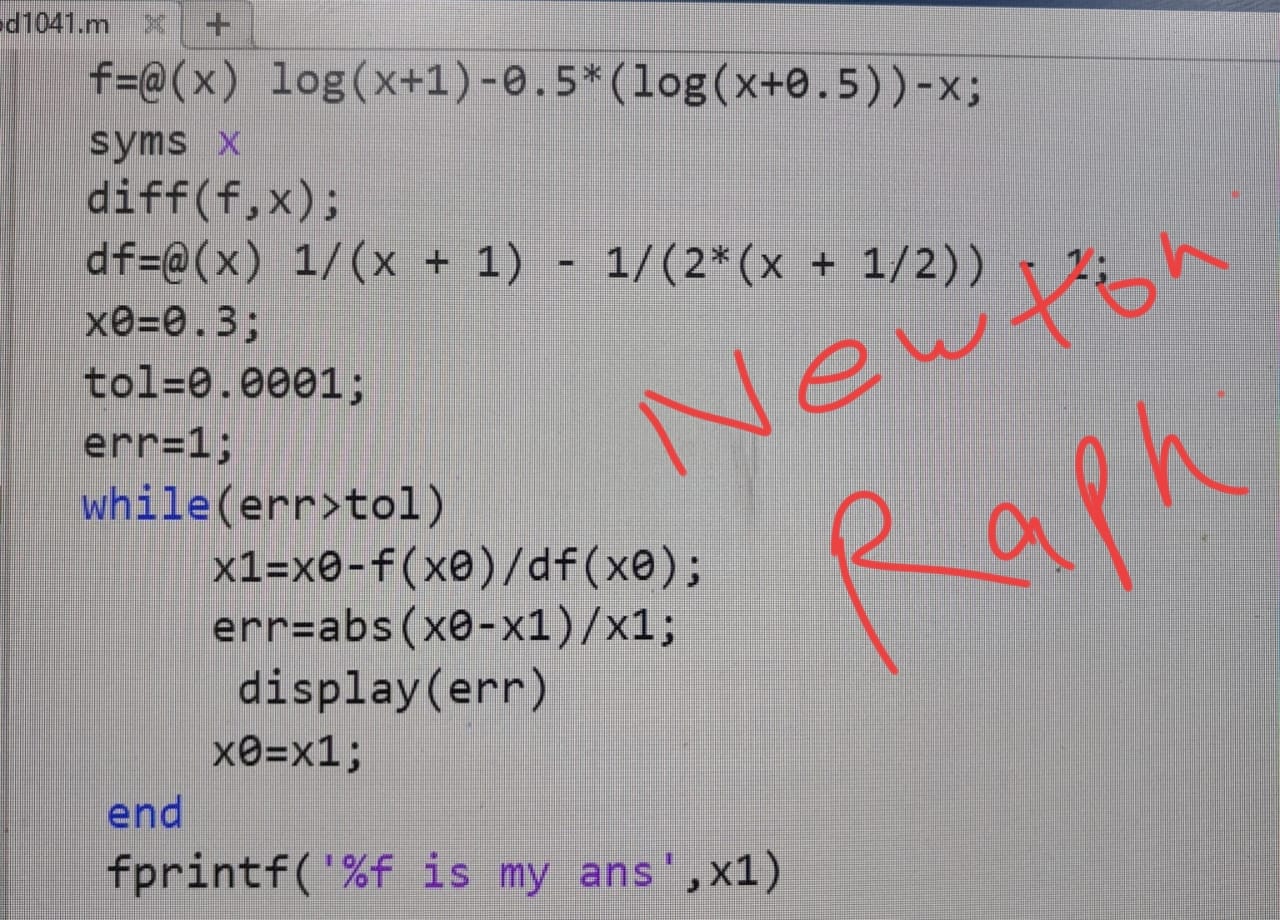 d1041.m × +
f=@(x) log(x+1)-0.5*(log(x+0.5))-x;
syms x
diff(f,x);
df=@(x) 1/(x + 1) - 1/(2*(x + 1/2)) - 1;
x0=0.3;
tol=0.0001;
err=1;
while(err>tol)
x1=x0-f(x0)/df(x0);
err=abs(x0-x1)/x1;
display(err)
x0=x1;
end
fprintf('%f is my ans',x1)
Newton
Raph